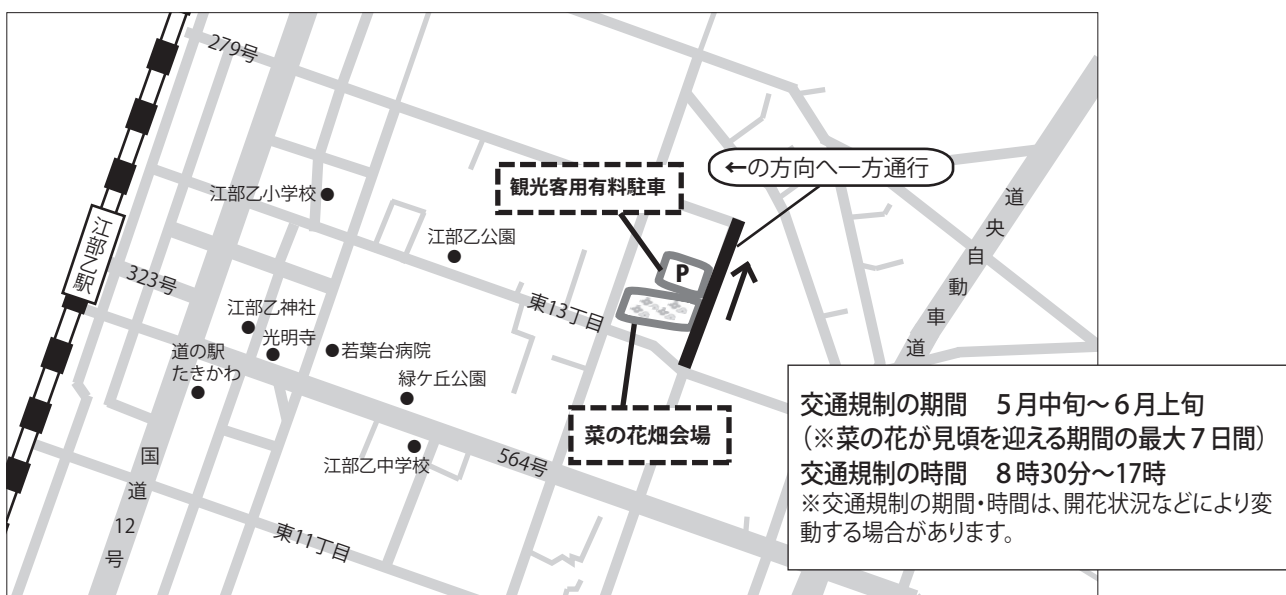 279号
←の方向へ一方通行
観光客用有料駐車
江部乙小学校
道央自動車道
江部乙公園
江部乙駅
P
323号
東13丁目
江部乙神社
光明寺
道の駅
たきかわ
若葉台病院
緑ケ丘公園
菜の花畑会場
江部乙中学校
564号
国道12号
東11丁目
交通規制の期間 5月中旬~6月上旬
(※菜の花が見頃を迎える期間の最大7日間)
交通規制の時間 8時30分~17時
※交通規制の期間・時間は、開花状況などにより変
動する場合があります。